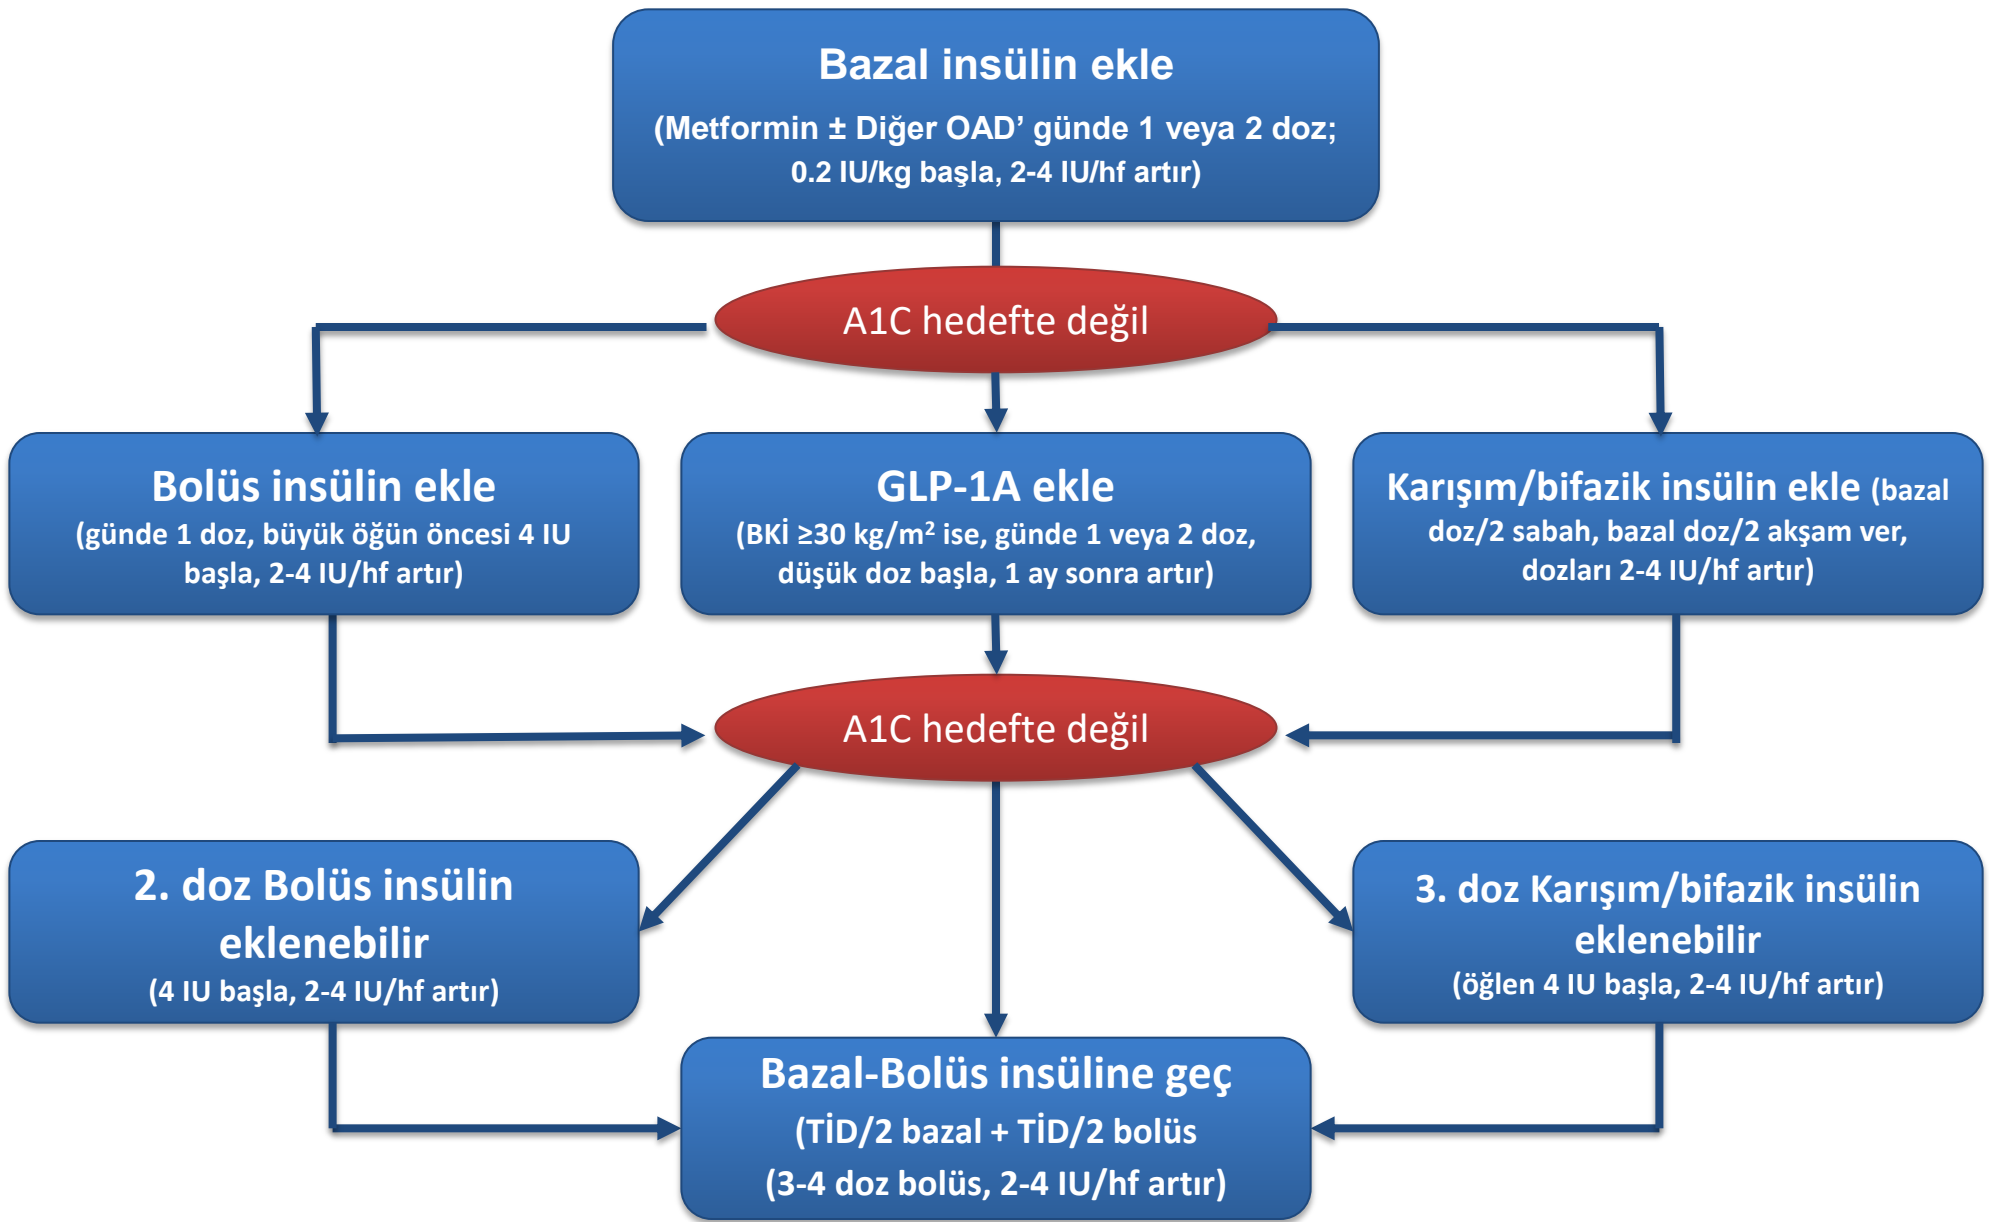 Bazal insülin ekle
(Metformin ± Diğer OAD’ günde 1 veya 2 doz;
0.2 IU/kg başla, 2-4 IU/hf artır)
A1C hedefte değil
Bolüs insülin ekle
(günde 1 doz, büyük öğün öncesi 4 IU
başla, 2-4 IU/hf artır)
GLP-1A ekle
(BKİ ≥30 kg/m² ise, günde 1 veya 2 doz,
düşük doz başla, 1 ay sonra artır)
Karışım/bifazik insülin ekle (bazal
doz/2 sabah, bazal doz/2 akşam ver,
dozları 2-4 IU/hf artır)
A1C hedefte değil
2. doz Bolüs insülin
eklenebilir
(4 IU başla, 2-4 IU/hf artır)
3. doz Karışım/bifazik insülin
eklenebilir
(öğlen 4 IU başla, 2-4 IU/hf artır)
Bazal-Bolüs insüline geç
(TİD/2 bazal + TİD/2 bolüs
(3-4 doz bolüs, 2-4 IU/hf artır)